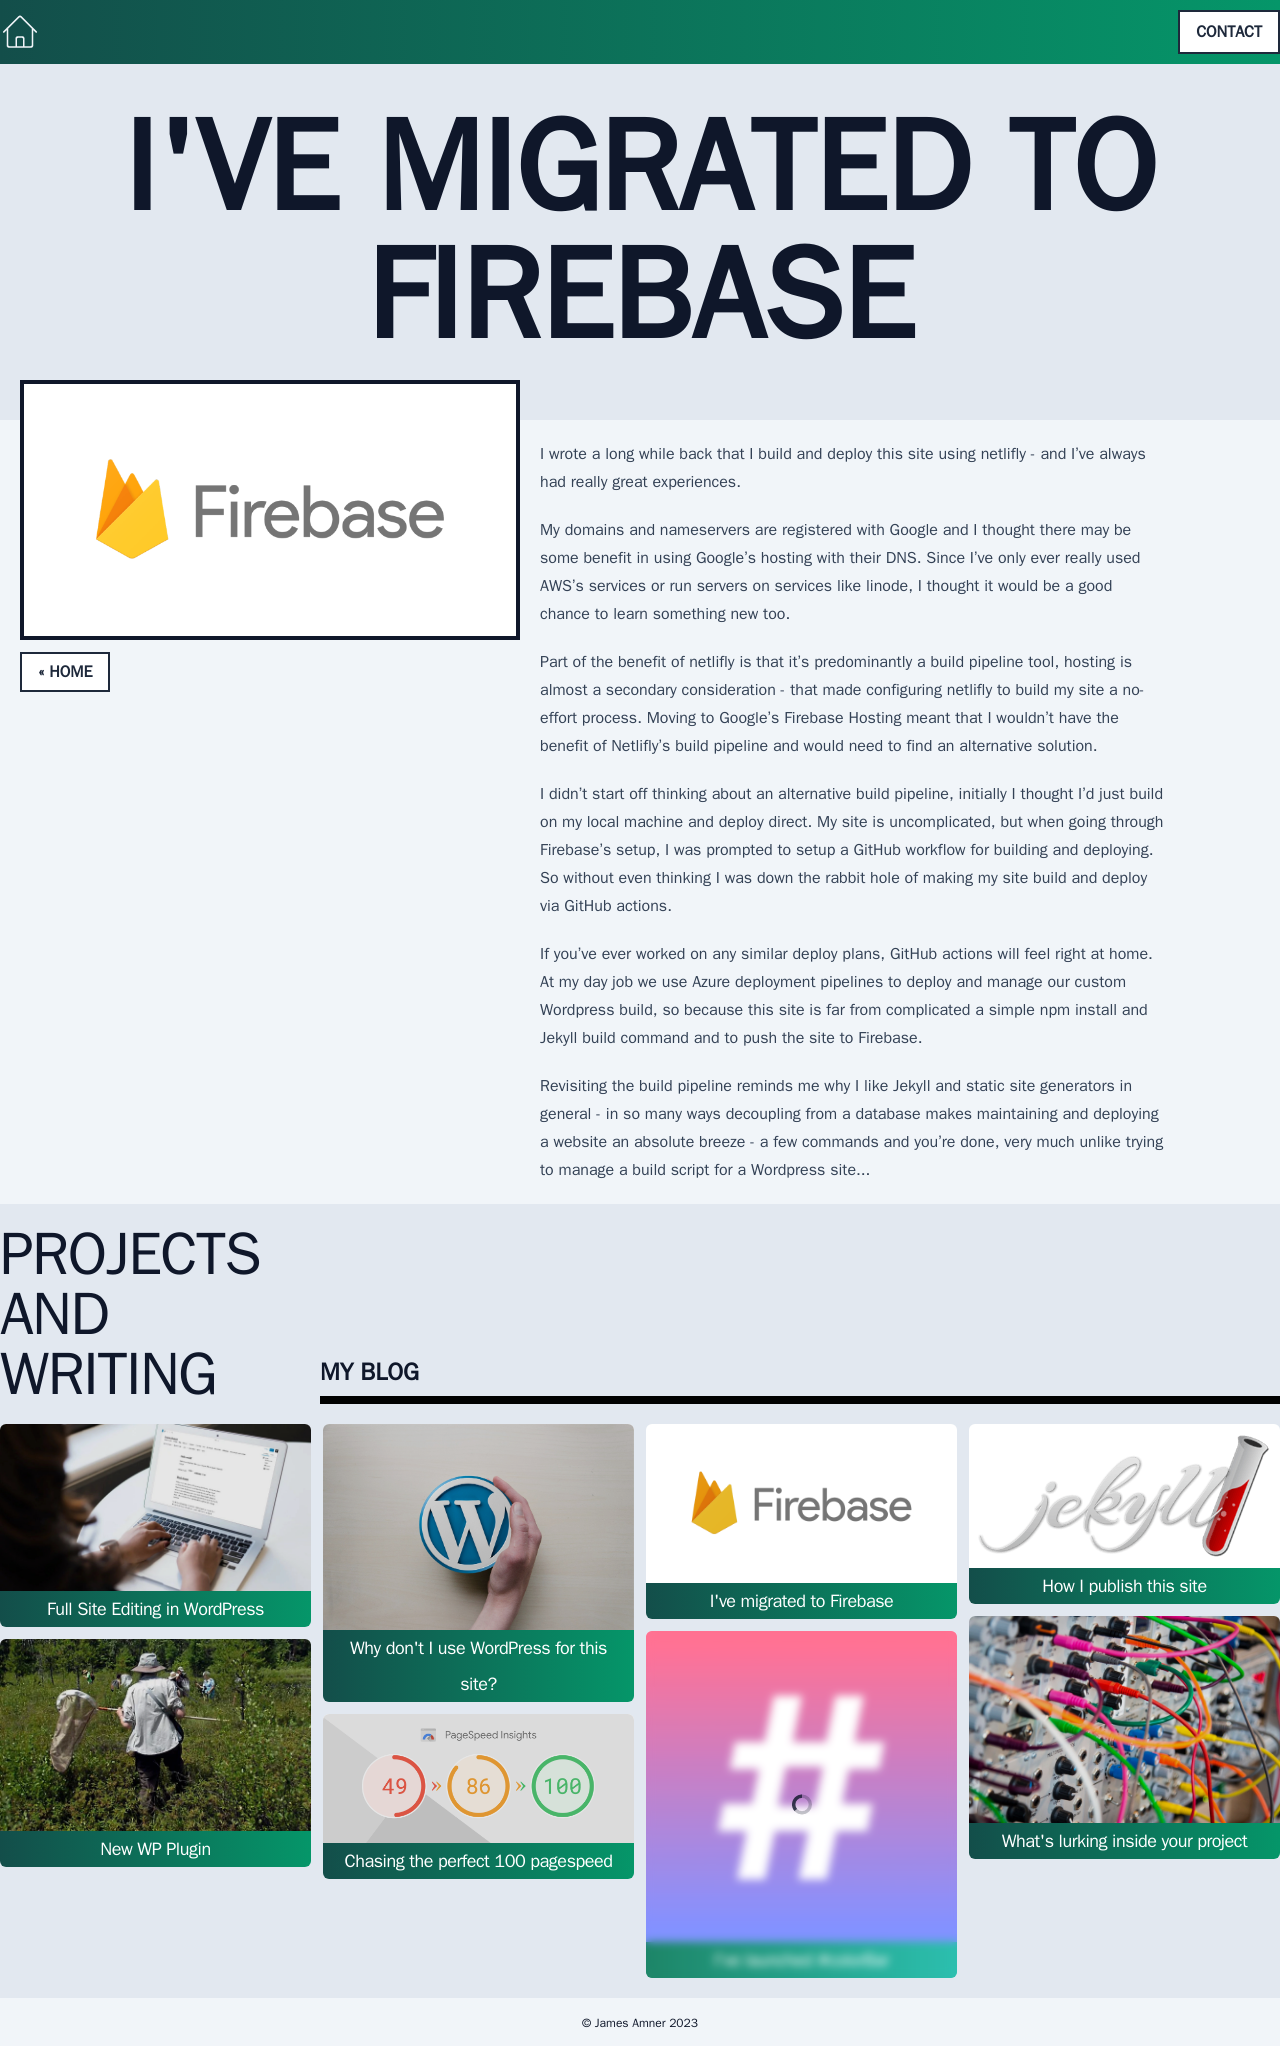 CONTACT
I'VE MIGRATED TO
FIREBASE
Firebase
« HOME
I wrote a long while back that I build and deploy this site using netlifly - and I’ve always
had really great experiences.
My domains and nameservers are registered with Google and I thought there may be
some benefit in using Google’s hosting with their DNS. Since I’ve only ever really used
AWS’s services or run servers on services like linode, I thought it would be a good
chance to learn something new too.
Part of the benefit of netlifly is that it’s predominantly a build pipeline tool, hosting is
almost a secondary consideration - that made configuring netlifly to build my site a no-
effort process. Moving to Google’s Firebase Hosting meant that I wouldn’t have the
benefit of Netlifly’s build pipeline and would need to find an alternative solution.
I didn’t start off thinking about an alternative build pipeline, initially I thought I’d just build
on my local machine and deploy direct. My site is uncomplicated, but when going through
Firebase’s setup, I was prompted to setup a GitHub workflow for building and deploying.
So without even thinking I was down the rabbit hole of making my site build and deploy
via GitHub actions.
If you’ve ever worked on any similar deploy plans, GitHub actions will feel right at home.
At my day job we use Azure deployment pipelines to deploy and manage our custom
Wordpress build, so because this site is far from complicated a simple npm install and
Jekyll build command and to push the site to Firebase.
Revisiting the build pipeline reminds me why I like Jekyll and static site generators in
general - in so many ways decoupling from a database makes maintaining and deploying
a website an absolute breeze - a few commands and you’re done, very much unlike trying
to manage a build script for a Wordpress site...
PROJECTS
AND
WRITING
MY BLOG
Full Site Editing in WordPress
New WP Plugin
W
Why don't I use WordPress for this
site?
PageSpeed Insights
49 » 86 » 100
Chasing the perfect 100 pagespeed
Firebase
I've migrated to Firebase
#
jekyll
How I publish this site
What's lurking inside your project
© James Amner 2023